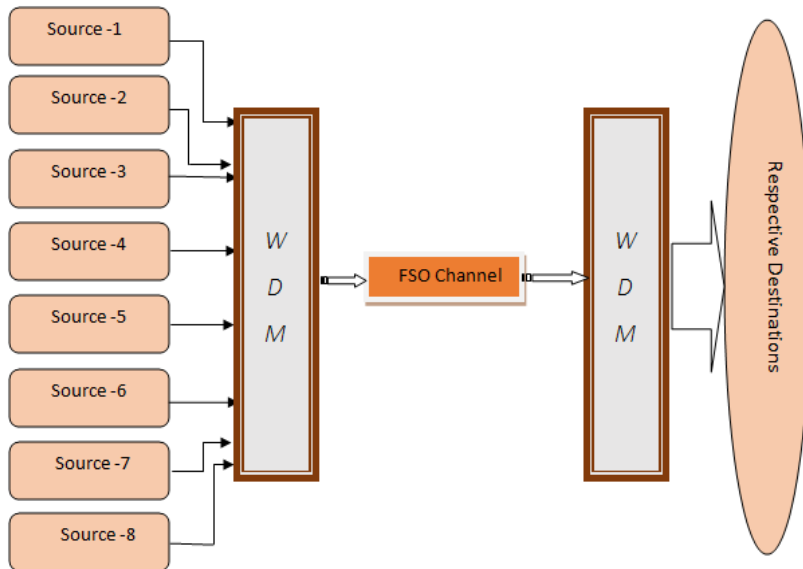 Source -1
Source -2
Source -3
Source -4
Source -5
Source -6
Source -7
Source -8
W
D
M
FSO Channel
W
D
M
Respective Destinations